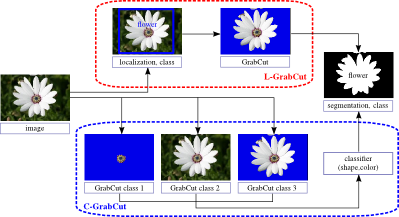 flower
localization, class
GrabCut
L-GrabCut
flower
segmentation, class
image
GrabCut class 1
GrabCut class 2
GrabCut class 3
classifier
(shape,color)
C-GrabCut